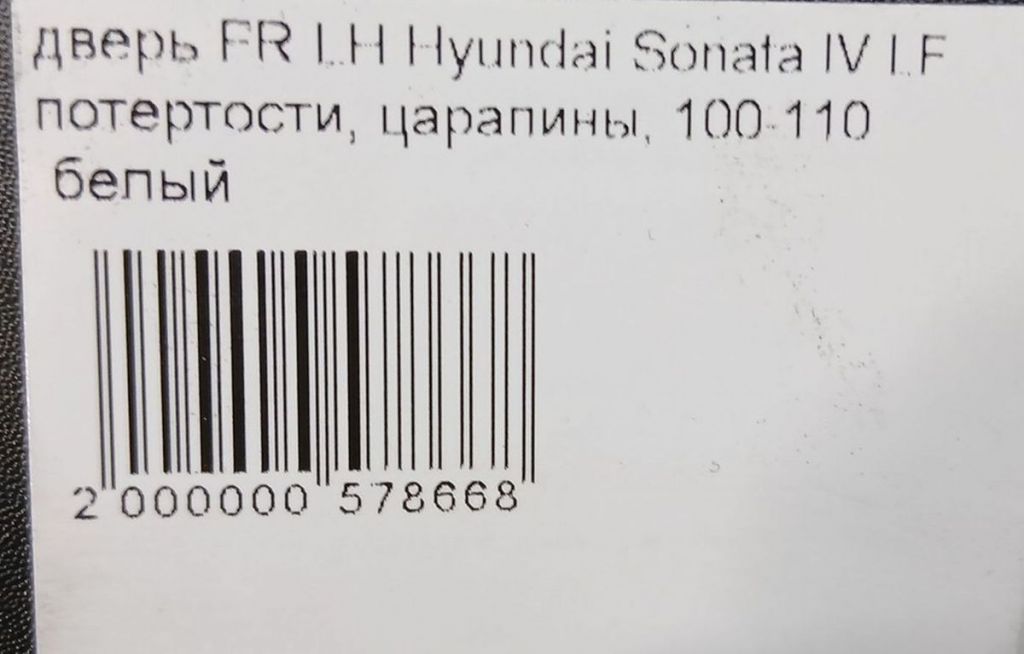 дверь FR LH Hyundai Sonata IV LF
потертости, царапины, 100-110
белый
2 000000 578668